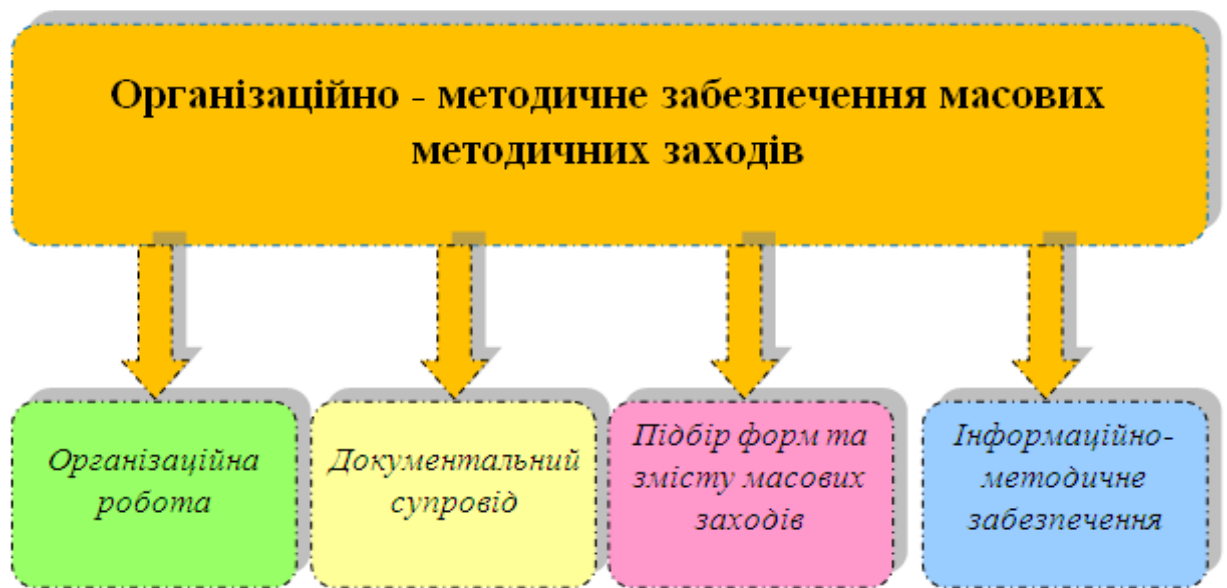 Організаційно - методичне забезпечення масових
методичних заходів
Організаційна
робота
Документальний
супровід
Підбір форм та
змісту масових
заходів
Інформаційно-
методичне
забезпечення